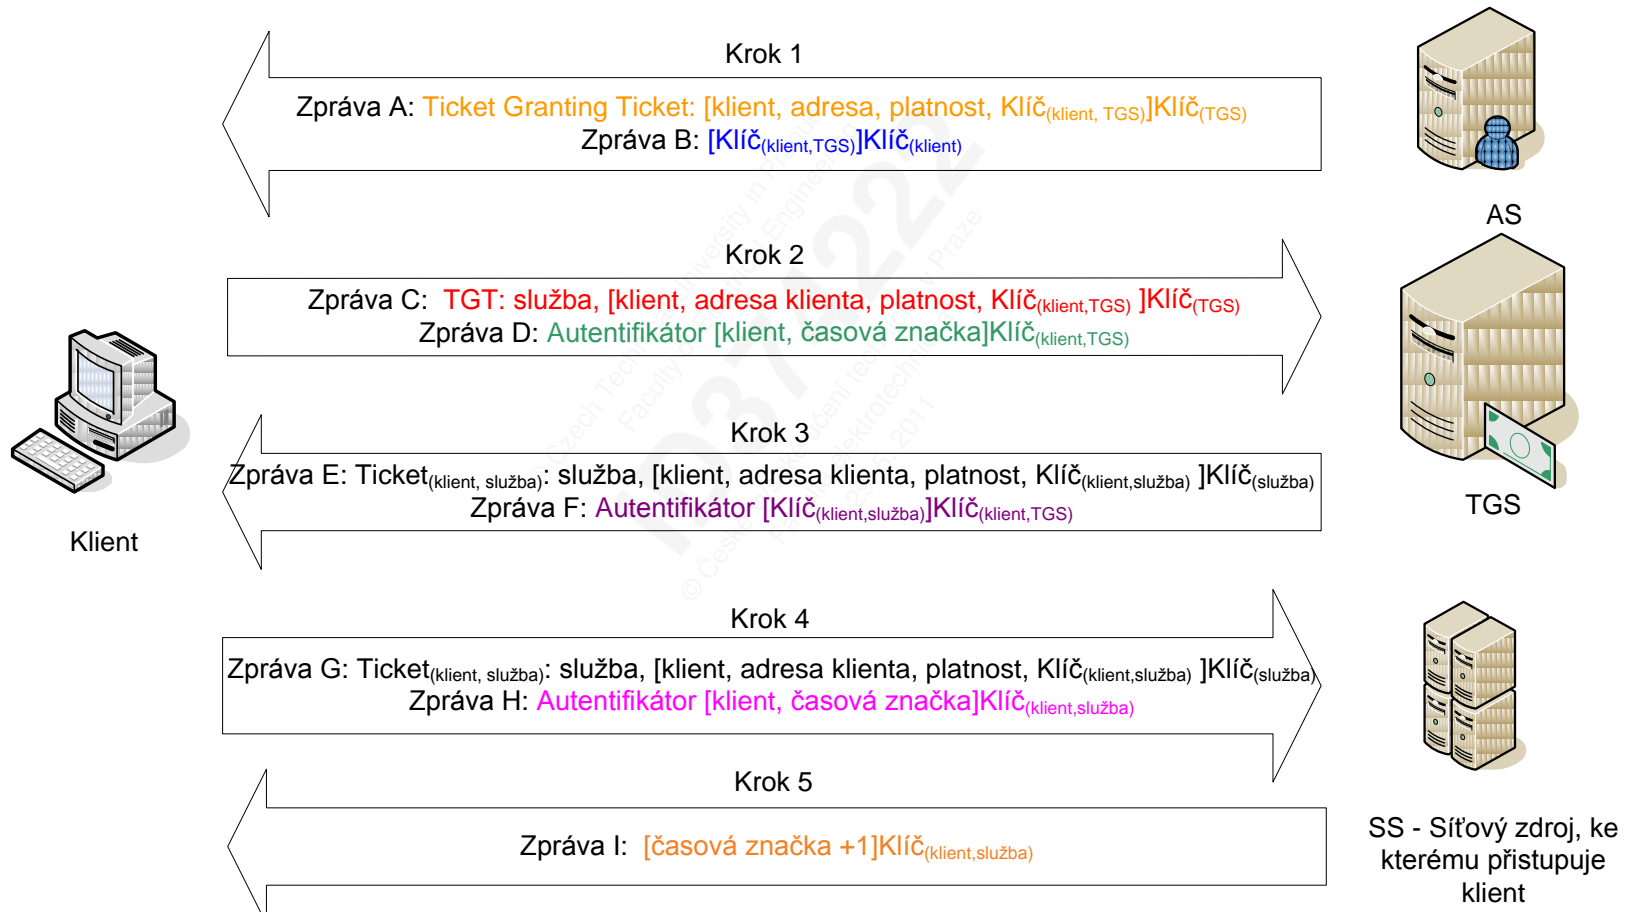 Krok 1
Zpráva A: Ticket Granting Ticket: [klient, adresa, platnost, Klíč(klient, TGS)]Klíč(TGS)
Zpráva B: [Klíč(klient,TGS)]Klíč(klient)
AS
Krok 2
Zpráva C: TGT: služba, [klient, adresa klienta, platnost, Klíč(klient,TGS) ]Klíč(TGS)
Zpráva D: Autentifikátor [klient, časová značka]Klíč(klient,TGS)
TGS
Krok 3
Zpráva E: Ticket(klient, služba): služba, [klient, adresa klienta, platnost, Klíč(klient,služba) ]Klíč(služba)
Zpráva F: Autentifikátor [Klíč(klient,služba)]Klíč(klient,TGS)
Klient
Krok 4
Zpráva G: Ticket(klient, služba): služba, [klient, adresa klienta, platnost, Klíč(klient,služba) ]Klíč(služba)
Zpráva H: Autentifikátor [klient, časová značka]Klíč(klient,služba)
Krok 5
Zpráva I: [časová značka +1]Klíč(klient,služba)
SS - Síťový zdroj, ke
kterému přistupuje
klient